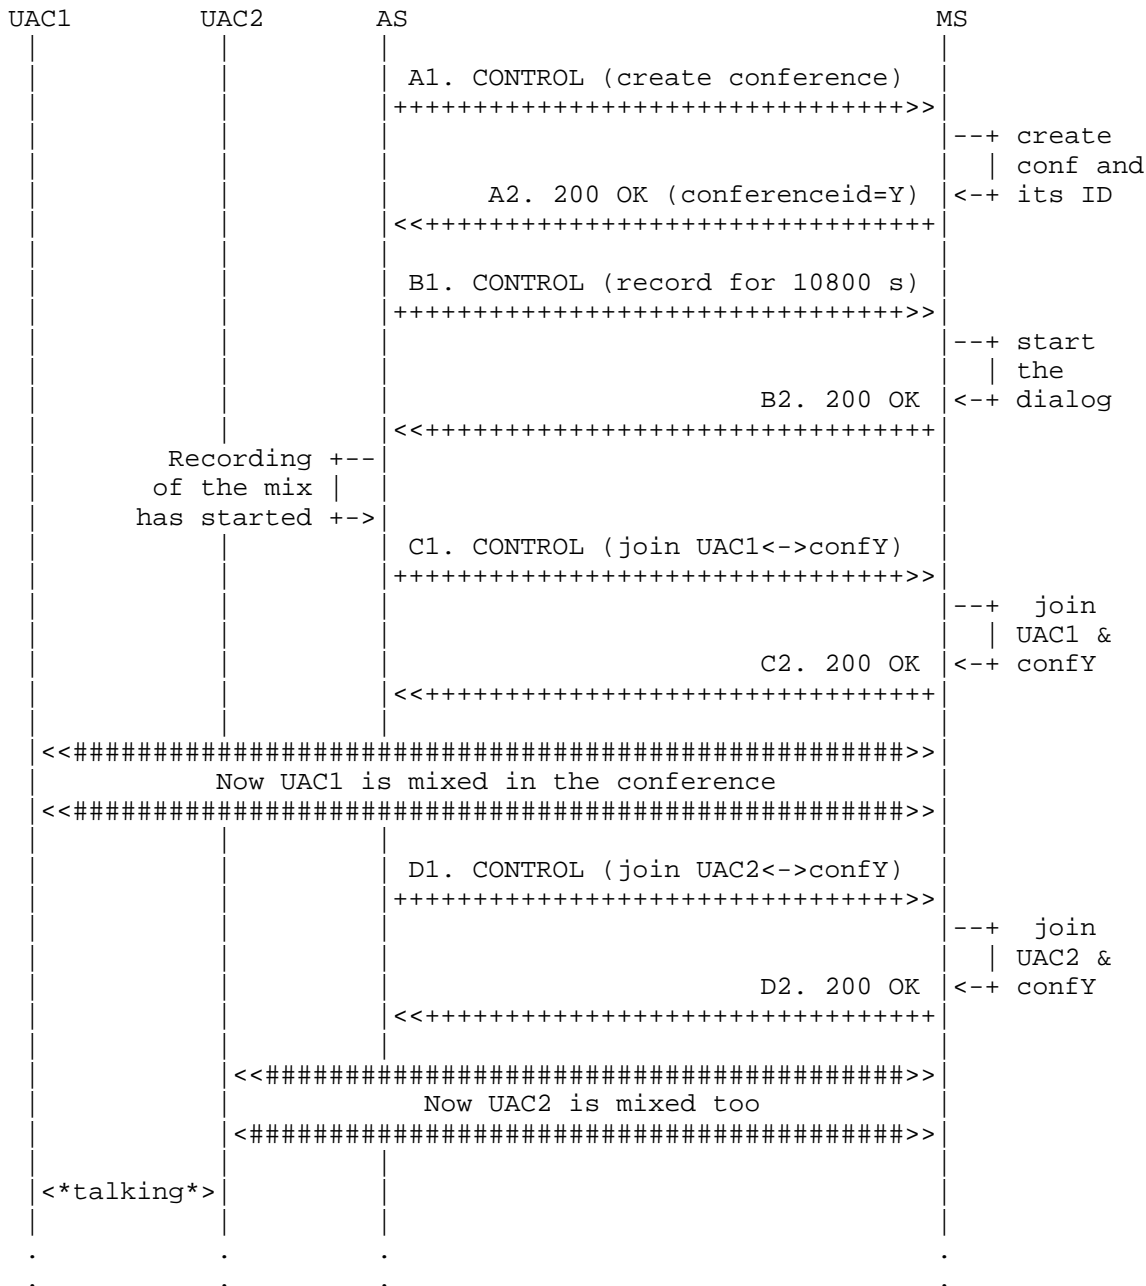 UAC1 UAC2 AS MS
A1. CONTROL (create conference)
++++++++++++++++++++++++++++++++>>
--+ create
| conf and
A2. 200 OK (conferenceid=Y) <-+ its ID
<<++++++++++++++++++++++++++++++++
B1. CONTROL (record for 10800 s)
++++++++++++++++++++++++++++++++>>
--+ start
| the
B2. 200 OK <-+ dialog
<<++++++++++++++++++++++++++++++++
Recording +--
of the mix |
has started +->
C1. CONTROL (join UAC1<->confY)
++++++++++++++++++++++++++++++++>>
--+ join
| UAC1 &
C2. 200 OK <-+ confY
<<++++++++++++++++++++++++++++++++
<<####################################################>>
Now UAC1 is mixed in the conference
<<####################################################>>
D1. CONTROL (join UAC2<->confY)
++++++++++++++++++++++++++++++++>>
--+ join
| UAC2 &
D2. 200 OK <-+ confY
<<++++++++++++++++++++++++++++++++
<<########################################>>
Now UAC2 is mixed too
<#########################################>>
<*talking*>
. . . .
. . . .